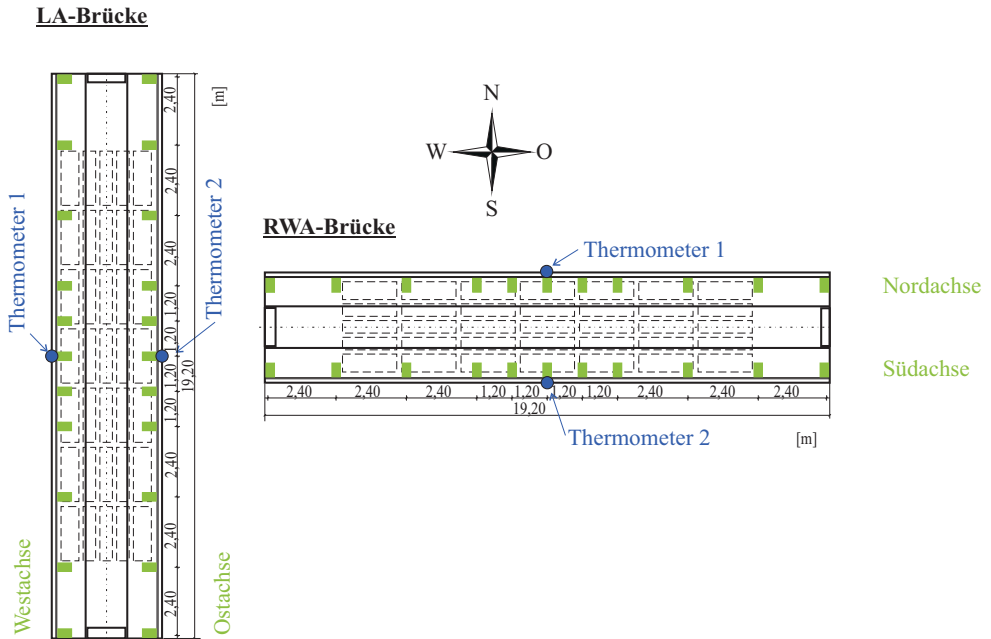 LA-Brücke
2,40
[m]
2,40
2,40
1,20
1,20
1,20
1,20
19,20
2,40
2,40
2,40
Thermometer 1
Thermometer 2
Westachse
Ostachse
N
W
O
S
RWA-Brücke
Thermometer 1
Nordachse
Südachse
2,40 2,40 2,40 1,20 1,20 1,20 1,20 2,40 2,40 2,40
19,20
[m]
Thermometer 2